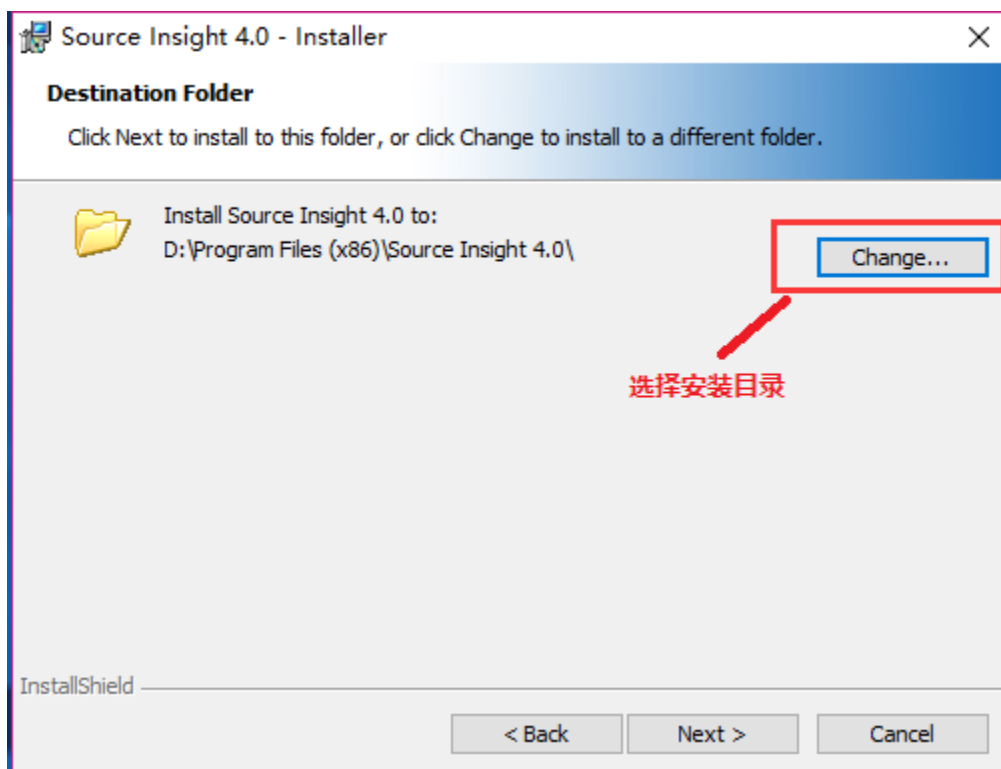 Source Insight 4.0 - Installer
Destination Folder
Click Next to install to this folder, or click Change to install to a different folder.
Install Source Insight 4.0 to:
D:\Program Files (x86)\Source Insight 4.0\
Change...
选择安装目录
InstallShield
< Back
Next >
Cancel